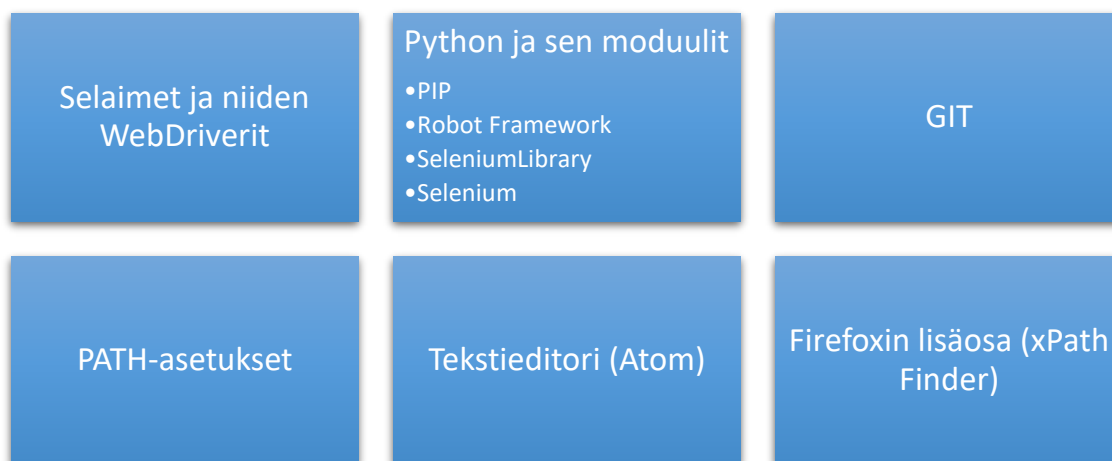 Selaimet ja niiden
WebDriverit
Python ja sen moduulit
•PIP
•Robot Framework
•SeleniumLibrary
•Selenium
GIT
PATH-asetukset
Tekstieditori (Atom)
Firefoxin lisäosa (xPath
Finder)